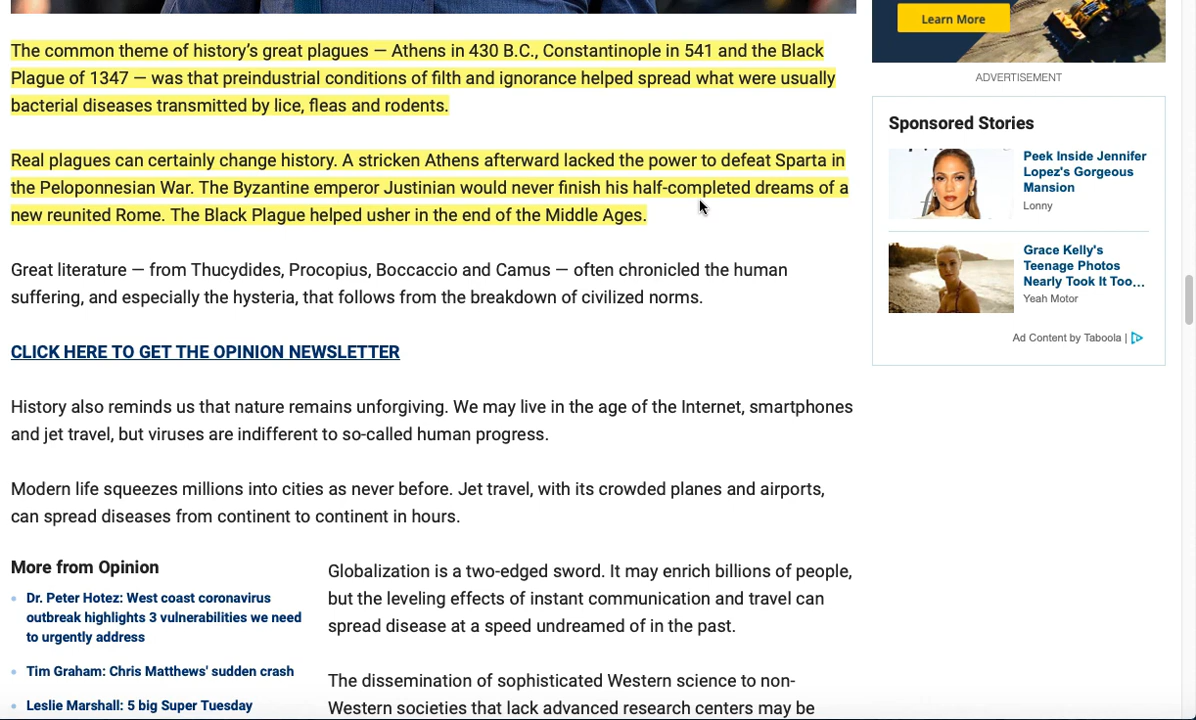 The common theme of history's great plagues — Athens in 430 B.C., Constantinople in 541 and the Black
Plague of 1347 — was that preindustrial conditions of filth and ignorance helped spread what were usually
bacterial diseases transmitted by lice, fleas and rodents.
Real plagues can certainly change history. A stricken Athens afterward lacked the power to defeat Sparta in
the Peloponnesian War. The Byzantine emperor Justinian would never finish his half-completed dreams of a
new reunited Rome. The Black Plague helped usher in the end of the Middle Ages.
Great literature — from Thucydides, Procopius, Boccaccio and Camus — often chronicled the human
suffering, and especially the hysteria, that follows from the breakdown of civilized norms.
CLICK HERE TO GET THE OPINION NEWSLETTER
History also reminds us that nature remains unforgiving. We may live in the age of the Internet, smartphones
and jet travel, but viruses are indifferent to so-called human progress.
Modern life squeezes millions into cities as never before. Jet travel, with its crowded planes and airports,
can spread diseases from continent to continent in hours.
More from Opinion
Dr. Peter Hotez: West coast coronavirus
outbreak highlights 3 vulnerabilities we need
to urgently address
Tim Graham: Chris Matthews' sudden crash
Leslie Marshall: 5 big Super Tuesday
Globalization is a two-edged sword. It may enrich billions of people,
but the leveling effects of instant communication and travel can
spread disease at a speed undreamed of in the past.
The dissemination of sophisticated Western science to non-
Western societies that lack advanced research centers may be
Learn More
ADVERTISEMENT
Sponsored Stories
Peek Inside Jennifer
Lopez's Gorgeous
Mansion
Lonny
Grace Kelly's
Teenage Photos
Nearly Took It Too...
Yeah Motor
Ad Content by Taboola |